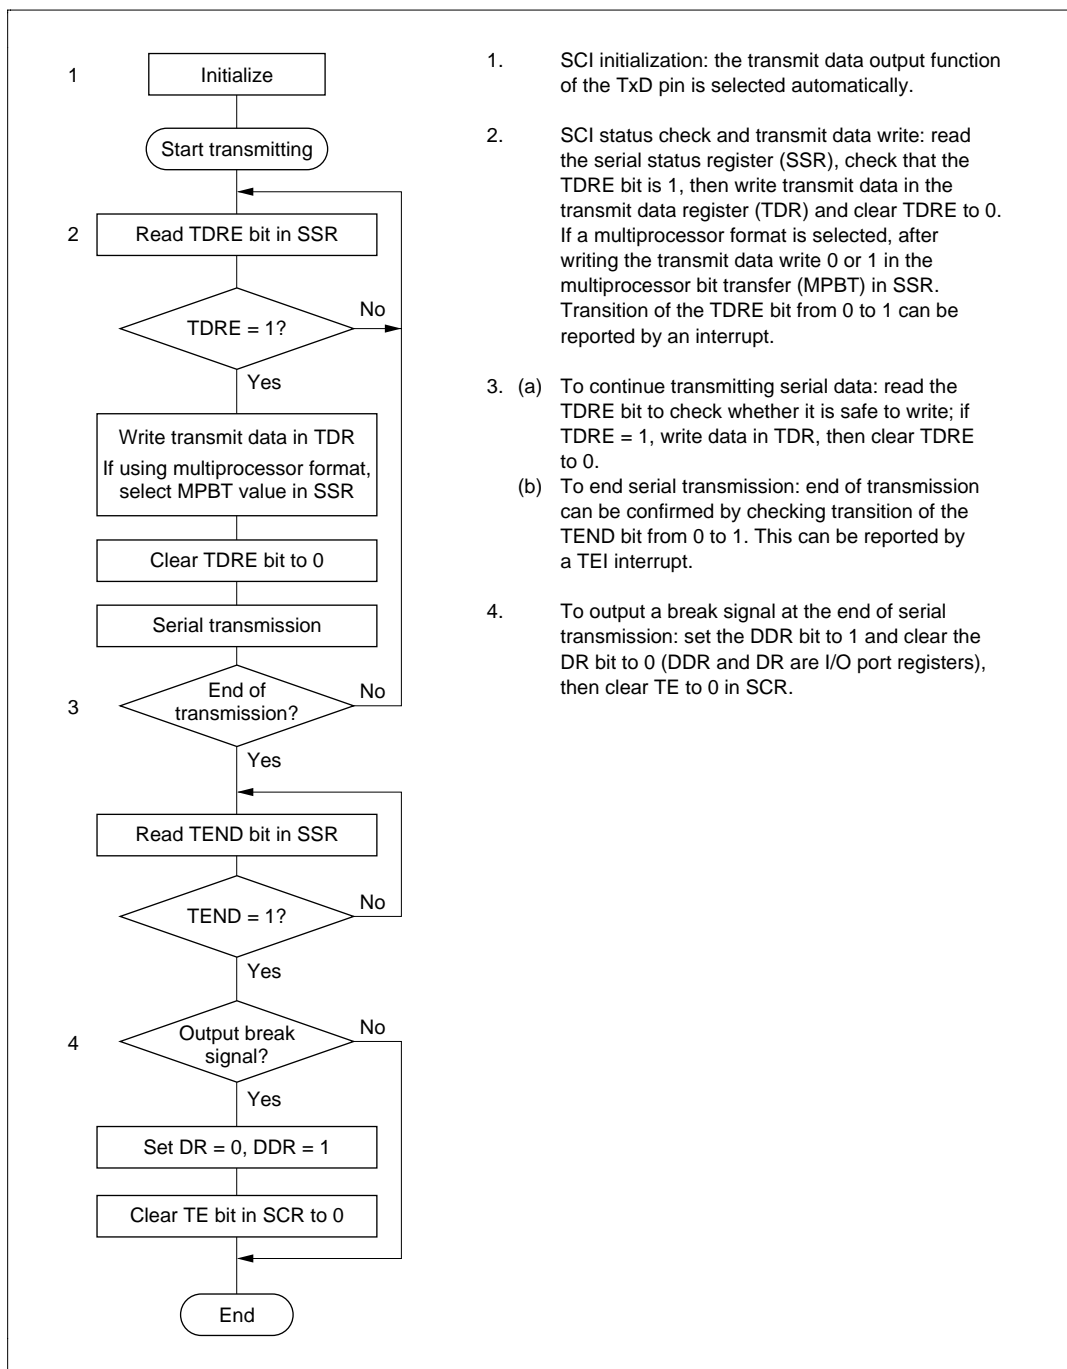 1
Initialize
Start transmitting
2
Read TDRE bit in SSR
TDRE = 1?
No
Yes
Write transmit data in TDR
If using multiprocessor format,
select MPBT value in SSR
Clear TDRE bit to 0
Serial transmission
3
End of
transmission?
No
Yes
Read TEND bit in SSR
TEND = 1?
No
Yes
4
Output break
signal?
No
Yes
Set DR = 0, DDR = 1
Clear TE bit in SCR to 0
End
1. SCI initialization: the transmit data output function
of the TxD pin is selected automatically.
2. SCI status check and transmit data write: read
the serial status register (SSR), check that the
TDRE bit is 1, then write transmit data in the
transmit data register (TDR) and clear TDRE to 0.
If a multiprocessor format is selected, after
writing the transmit data write 0 or 1 in the
multiprocessor bit transfer (MPBT) in SSR.
Transition of the TDRE bit from 0 to 1 can be
reported by an interrupt.
3. (a) To continue transmitting serial data: read the
TDRE bit to check whether it is safe to write; if
TDRE = 1, write data in TDR, then clear TDRE
to 0.
(b) To end serial transmission: end of transmission
can be confirmed by checking transition of the
TEND bit from 0 to 1. This can be reported by
a TEI interrupt.
4. To output a break signal at the end of serial
transmission: set the DDR bit to 1 and clear the
DR bit to 0 (DDR and DR are I/O port registers),
then clear TE to 0 in SCR.